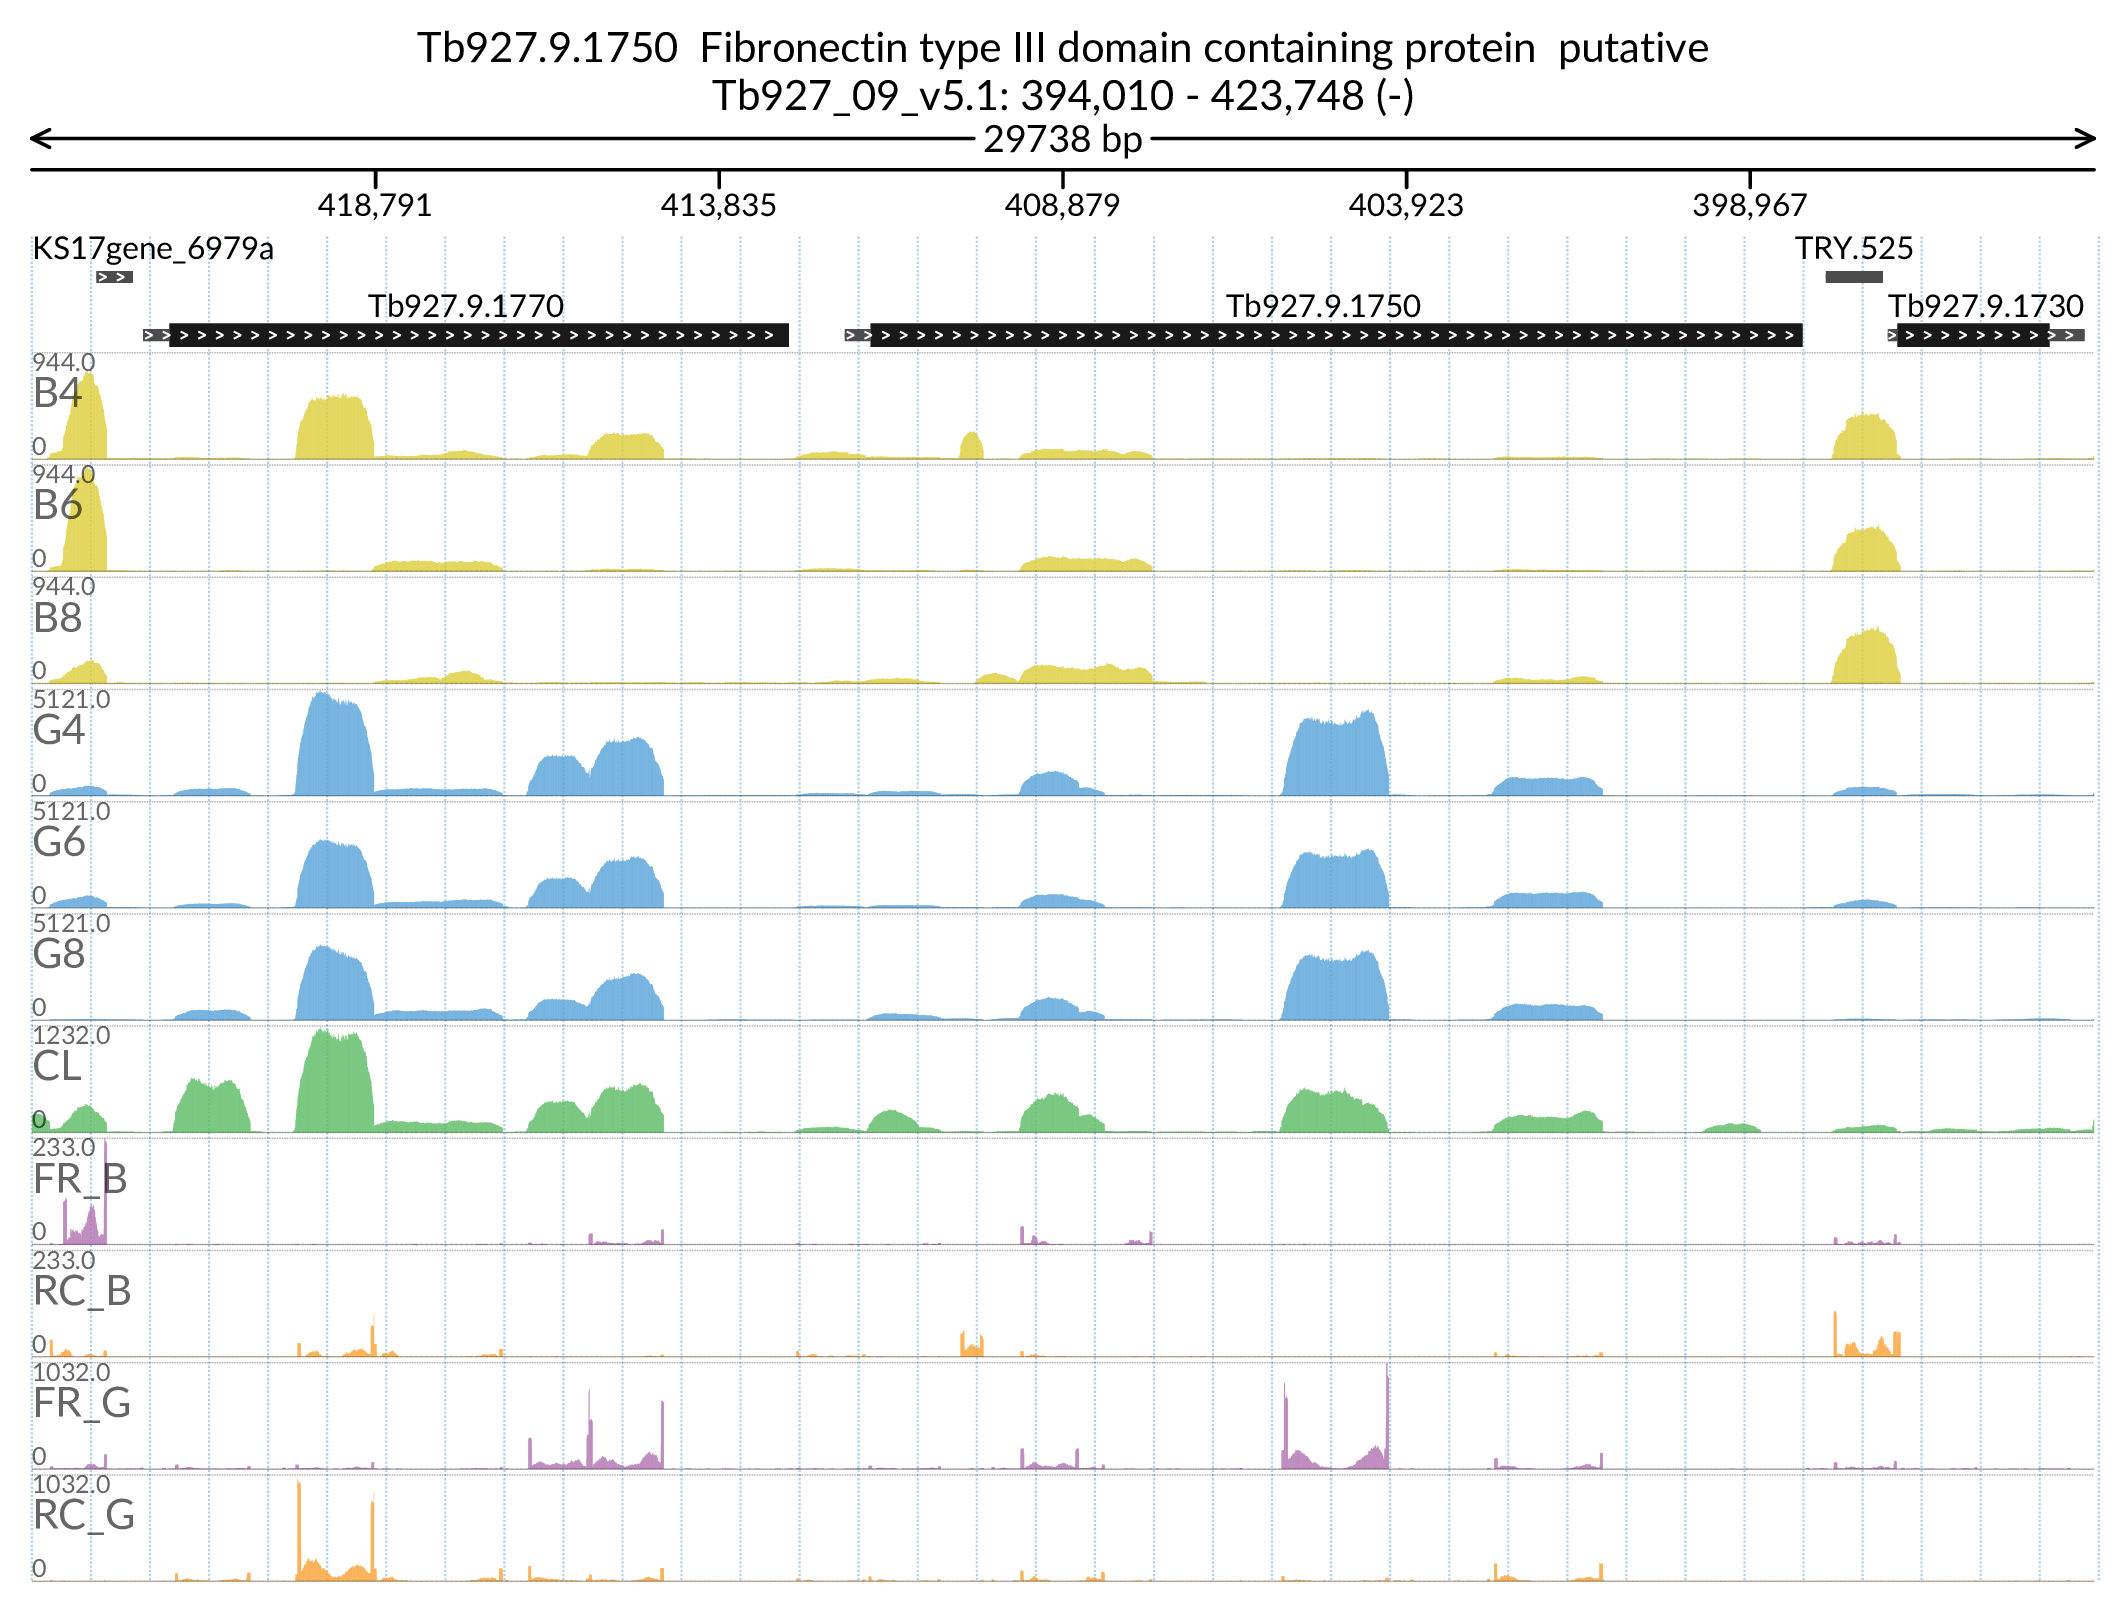 Tb927.9.1750  Fibronectin type III domain containing protein  putative
Tb927_09_v5.1: 394,010 - 423,748 (-)
29738 bp
418,791 413,835 408,879 403,923 398,967
KS17gene_6979a TRY.525
Tb927.9.1770 Tb927.9.1750 Tb927.9.1730
944.0
B4
0
944.0
B6
0
944.0
B8
0
5121.0
G4
0
5121.0
G6
0
5121.0
G8
0
1232.0
CL
0
233.0
FR_B
0
233.0
RC_B
0
1032.0
FR_G
0
1032.0
RC_G
0